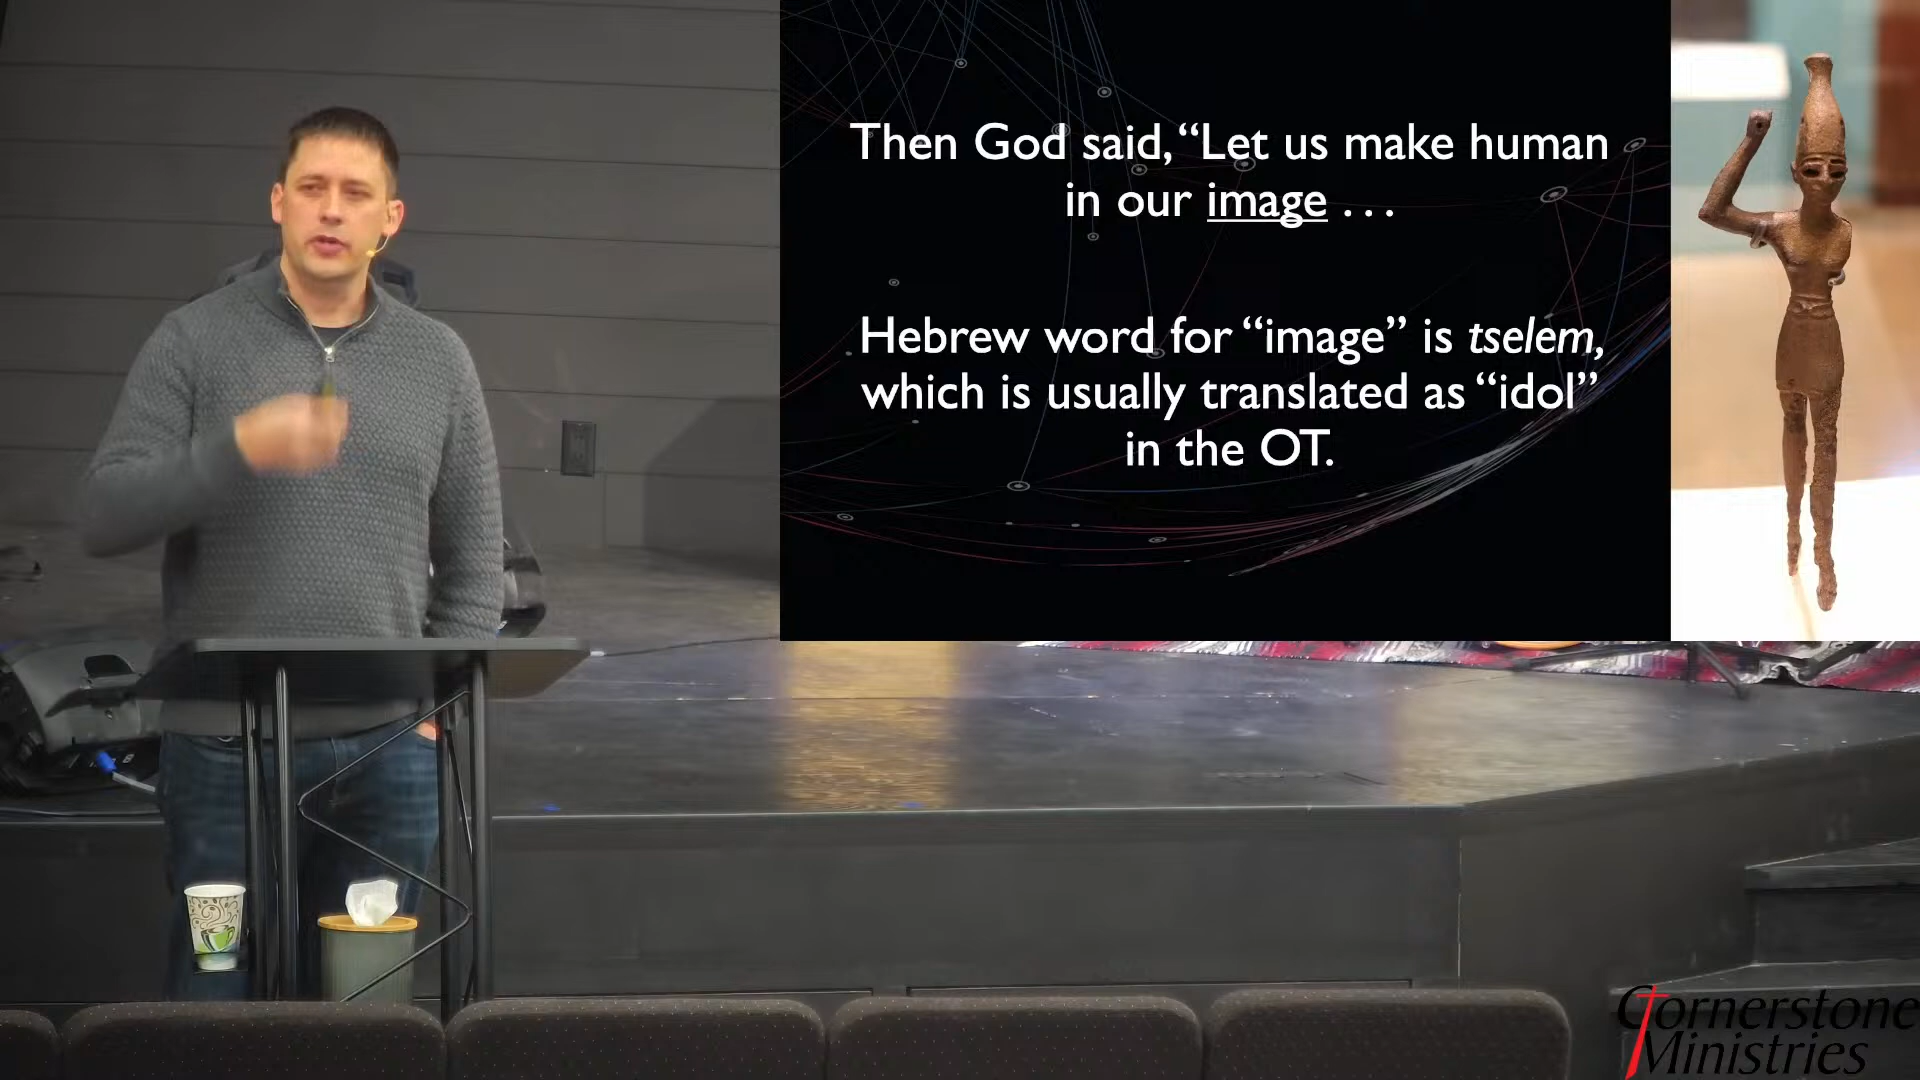 Then God said, “Let us make human
in our image . . .
Hebrew word for “image” is tselem,
which is usually translated as “idol”
in the OT.
Cornerstone
Ministries